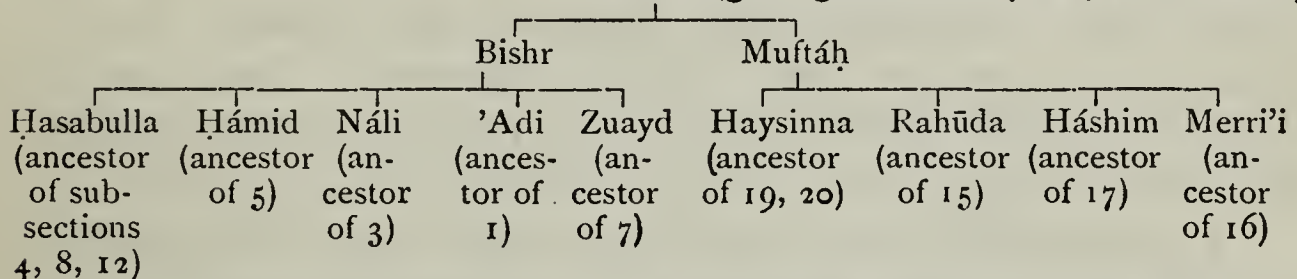 Bishr Muftáḥ
Ḥasabulla Ḥámid Náli 'Adi Zuayd Haysinna Rahūda Háshim Merri'i
(ancestor (ancestor (an- (ances- (an- (ancestor (ancestor (ancestor (an-
of sub- of 5) cestor tor of cestor of 19, 20) of 15) of 17) cestor
sections of 3) 1) of 7) of 16)
4, 8, 12)